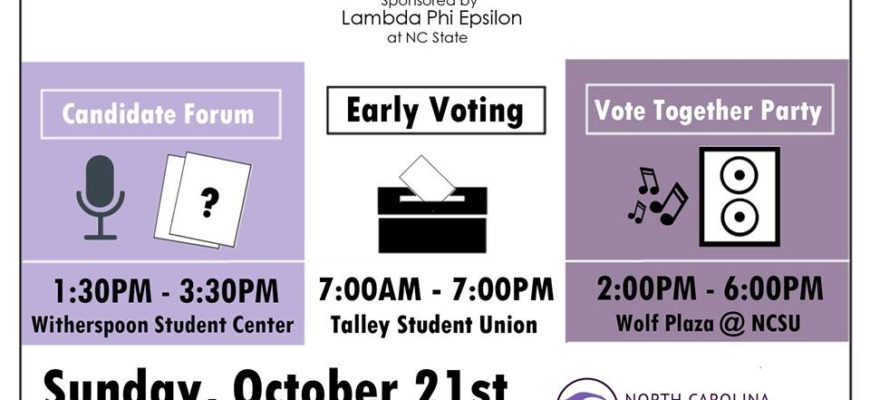 Sponsored by
Lambda Phi Epsilon
at NC State
Candidate Forum
Early Voting
Vote Together Party
?
1:30PM - 3:30PM
Witherspoon Student Center
7:00AM - 7:00PM
Talley Student Union
2:00PM - 6:00PM
Wolf Plaza @ NCSU
Sunday, October 21st
NORTH CAROLINA